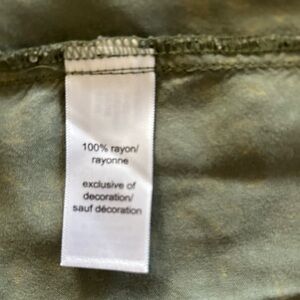 100% rayon/
rayonne
exclusive of
decoration/
sauf décoration